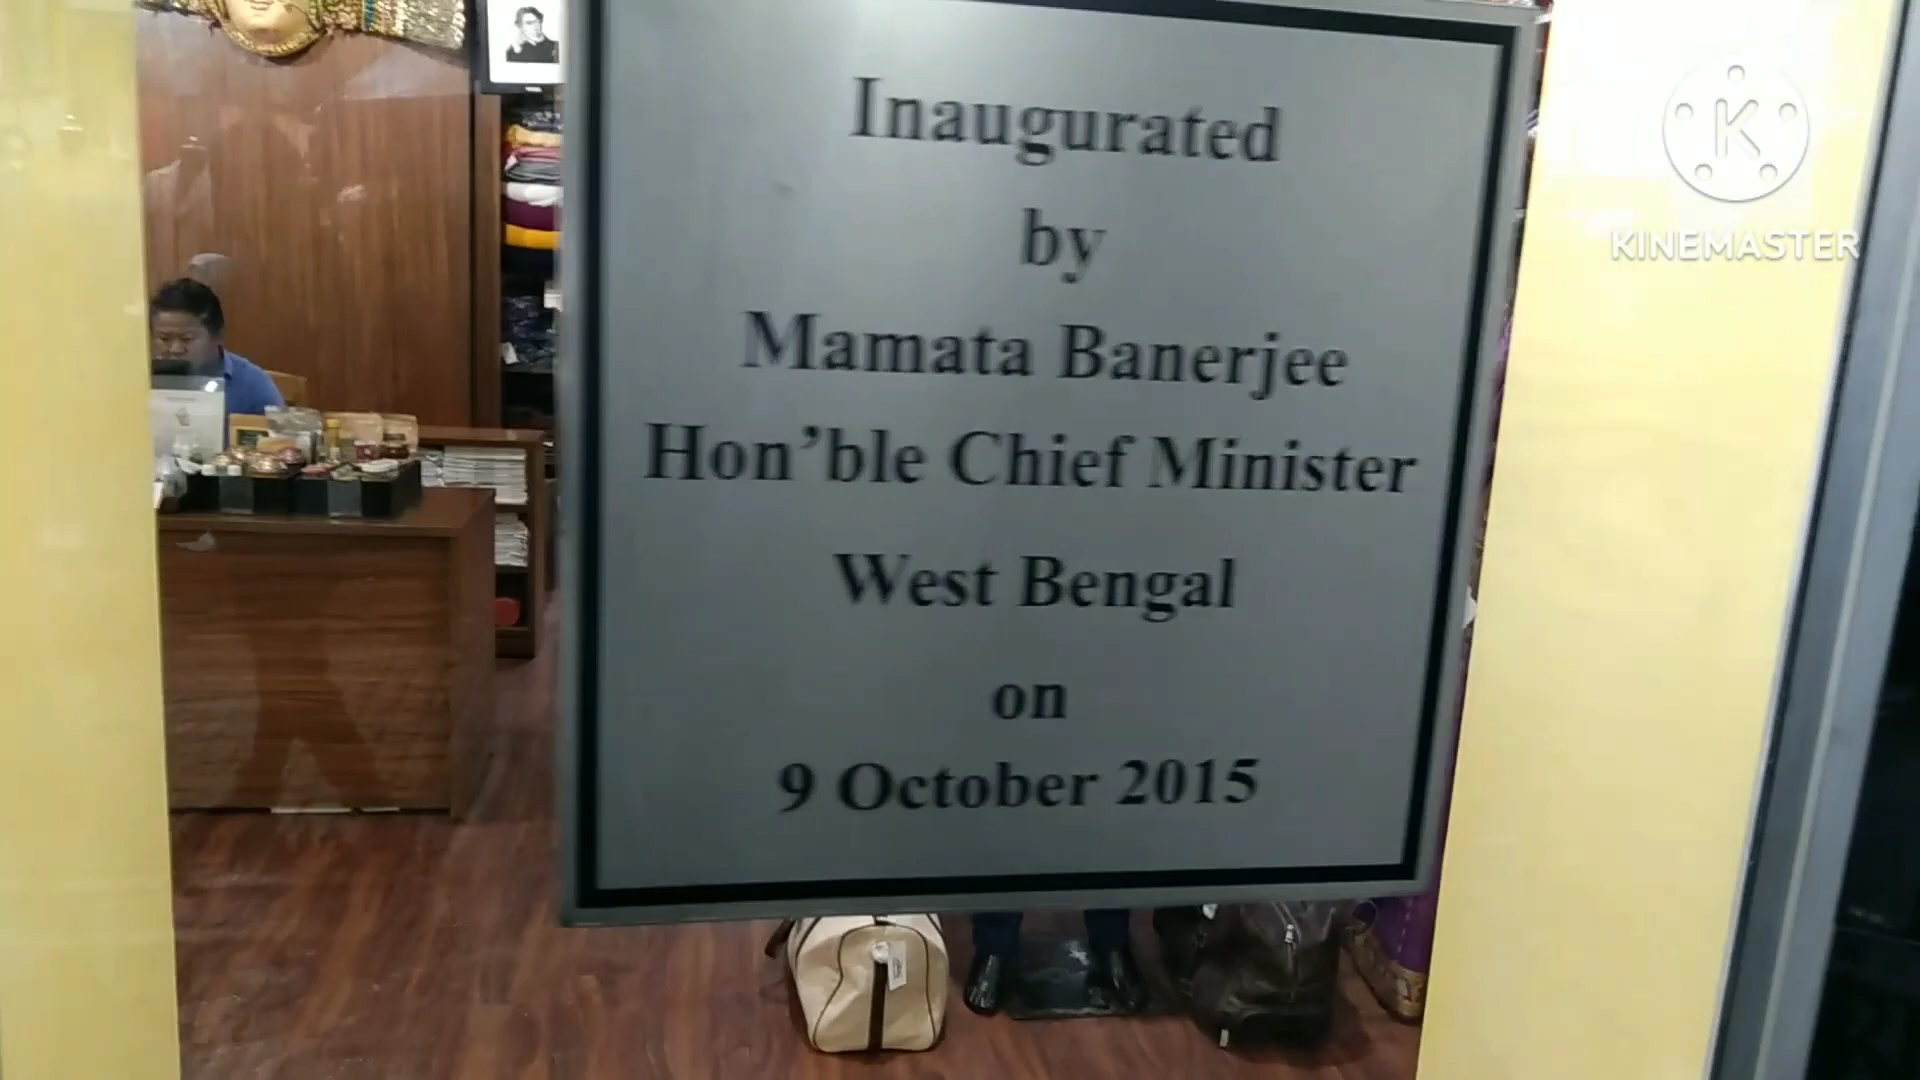 Inaugurated
by
Mamata Banerjee
Hon’ble Chief Minister
West Bengal
on
9 October 2015
K
KINEMASTER